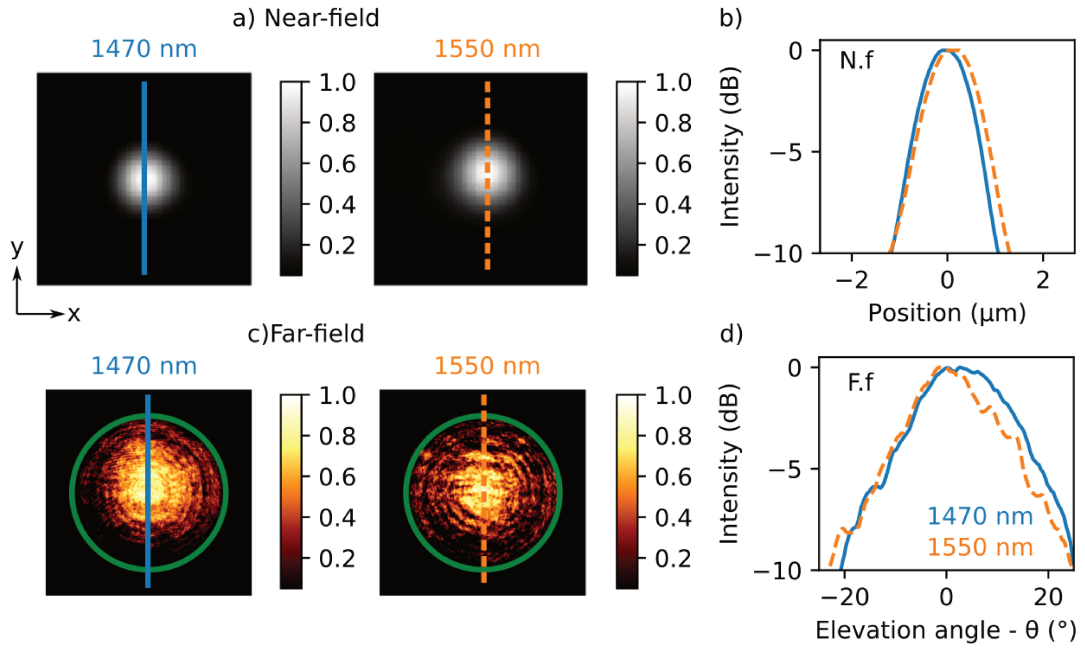 a) Near-field
1470 nm
1550 nm
1.0
0.8
0.6
0.4
0.2
1.0
0.8
0.6
0.4
0.2
y
x
b)
N.f
Intensity (dB)
0
−5
−10
−2
0
2
Position (μm)
c)Far-field
1470 nm
1550 nm
1.0
0.8
0.6
0.4
0.2
1.0
0.8
0.6
0.4
0.2
d)
F.f
Intensity (dB)
0
−5
−10
1470 nm
1550 nm
−20
0
20
Elevation angle - θ (°)